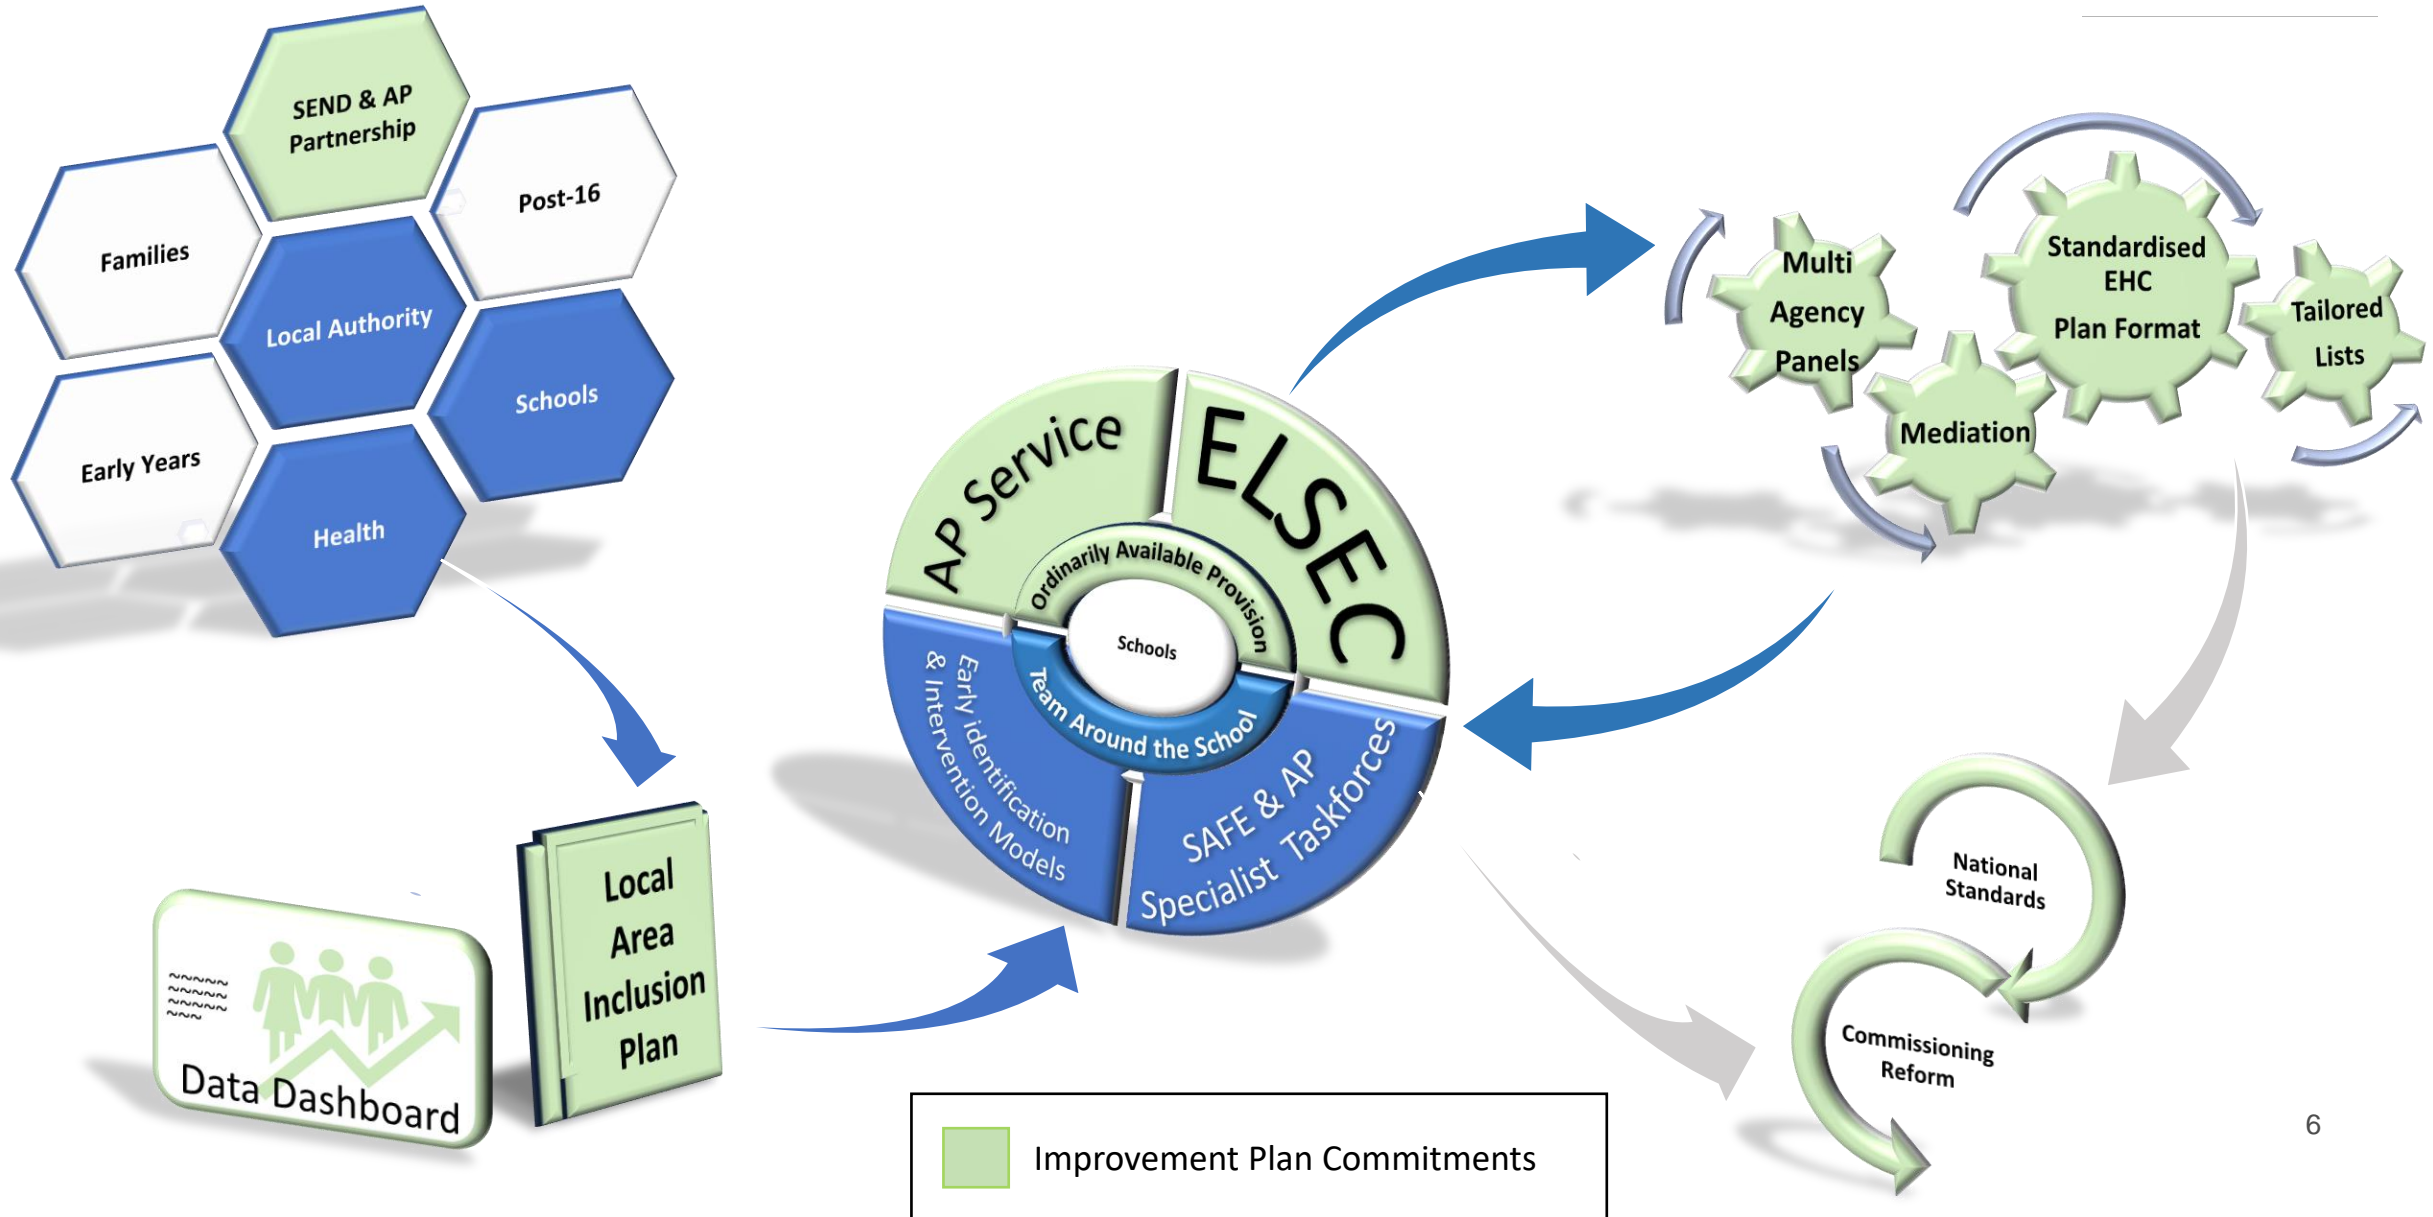 SEND & AP
Partnership
Post-16
Families
Local Authority
Schools
Early Years
Health
Local
Area
Inclusion
Plan
Data Dashboard
AP Service
ELSEC
Ordinarily Available Provision
Schools
Team Around the School
Early identification
& Intervention Models
SAFE & AP
Specialist Taskforces
Multi
Agency
Panels
Mediation
Standardised
EHC
Plan Format
Tailored
Lists
National
Standards
Commissioning
Reform
Improvement Plan Commitments
6